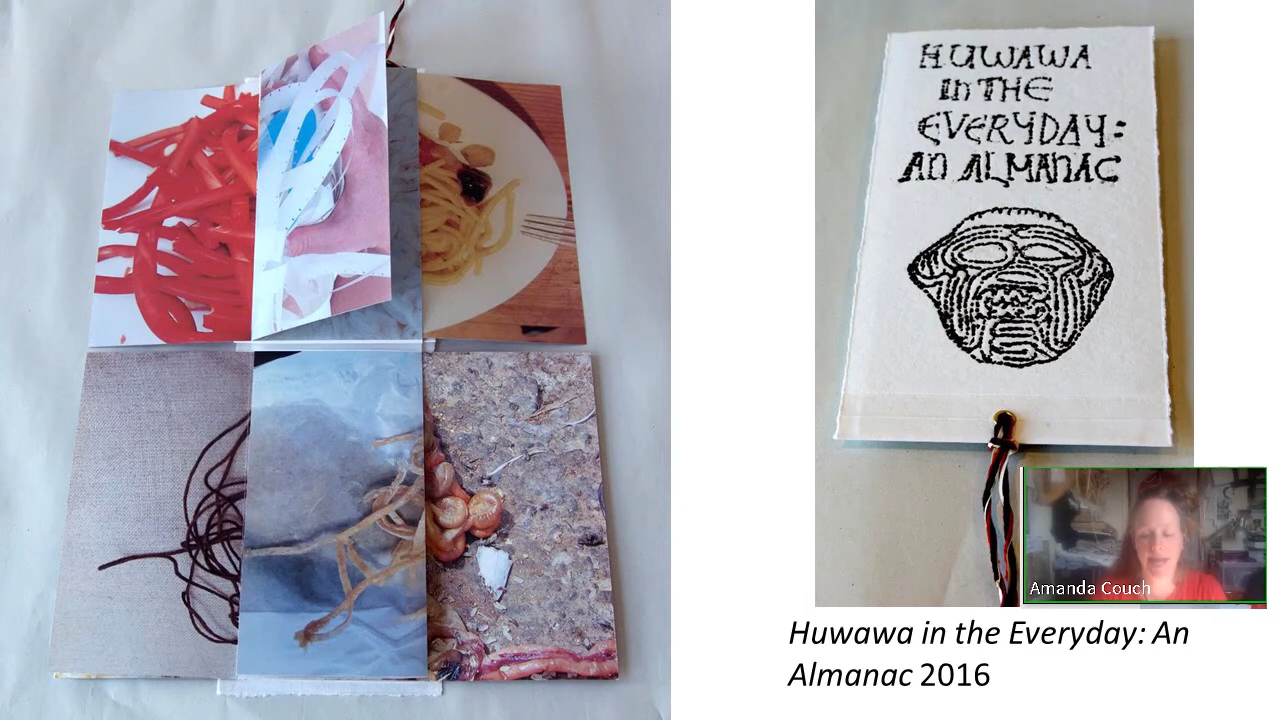 HUWAWA
in THE
EVERYDAY:
AN ALMANAC
Amanda Couch
Huwawa in the Everyday: An
Almanac 2016